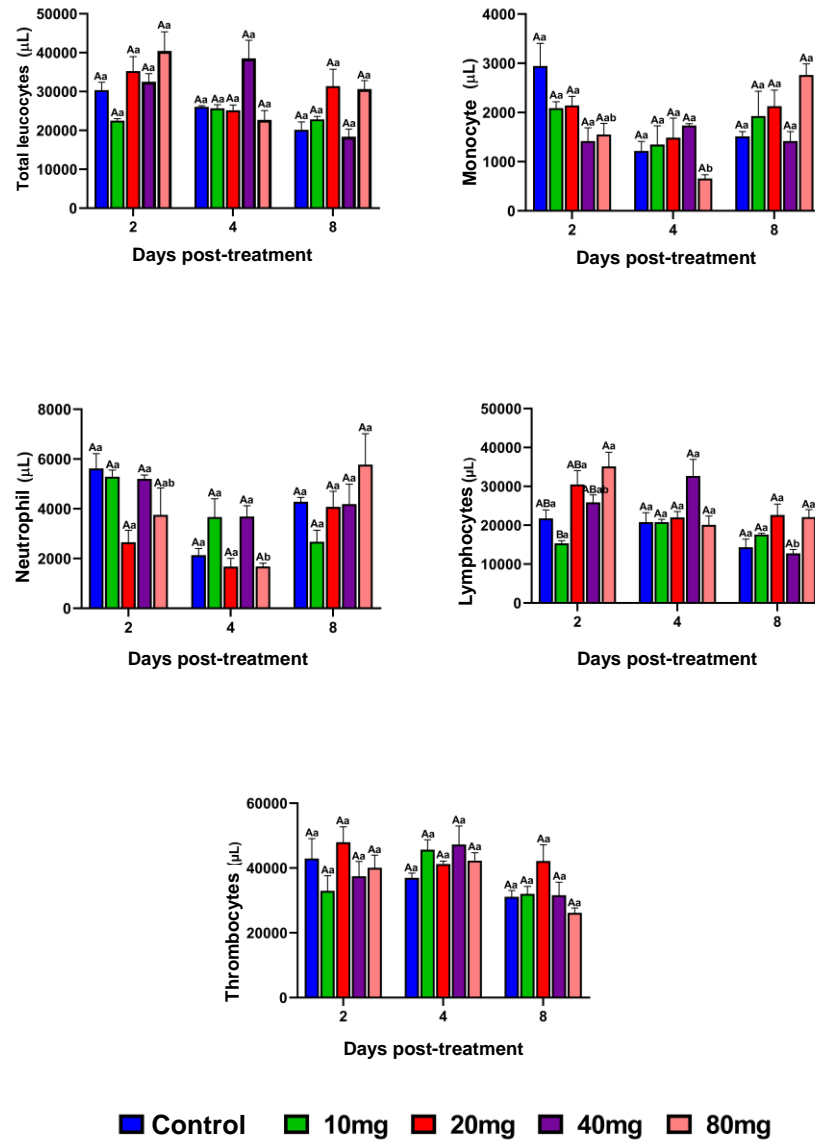 50000
40000
30000
20000
10000
0
Total leucocytes (μL)
Aa Aa Aa Aa Aa
Aa Aa Aa Aa Aa
Aa Aa Aa Aa Aa
2 4 8
Days post-treatment
4000
3000
2000
1000
0
Monocyte (μL)
Aa Aa Aa Aa Aab
Aa Aa Aa Aa Ab
Aa Aa Aa Aa Aa
2 4 8
Days post-treatment
8000
6000
4000
2000
0
Neutrophil (μL)
Aa Aa Aa Aa Aab
Aa Aa Aa Aa Ab
Aa Aa Aa Aa Aa
2 4 8
Days post-treatment
50000
40000
30000
20000
10000
0
Lymphocytes (μL)
ABa Ba ABa ABab Aa
Aa Aa Aa Aa Aa
Aa Aa Aa Ab Aa
2 4 8
Days post-treatment
60000
40000
20000
0
Thrombocytes (μL)
Aa Aa Aa Aa Aa
Aa Aa Aa Aa Aa
Aa Aa Aa Aa Aa
2 4 8
Days post-treatment
Control 10mg 20mg 40mg 80mg